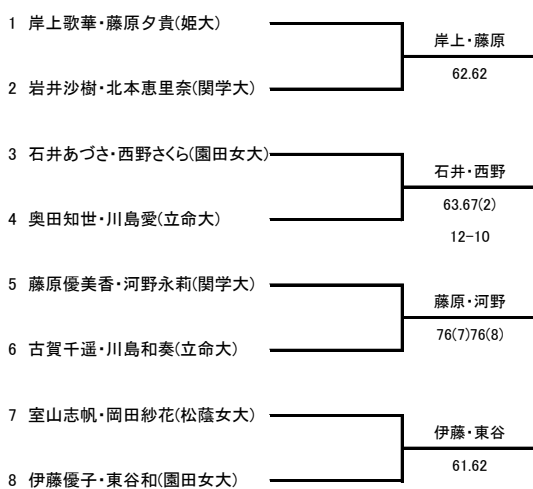 1 岸上歌華・藤原夕貴(姫大)
岸上・藤原
62.62
2 岩井沙樹・北本恵里奈(関学大)
3 石井あづさ・西野さくら(園田女大)
石井・西野
63.67(2)
12-10
4 奥田知世・川島愛(立命大)
5 藤原優美香・河野永莉(関学大)
藤原・河野
76(7)76(8)
6 古賀千遥・川島和奏(立命大)
7 室山志帆・岡田紗花(松蔭女大)
伊藤・東谷
61.62
8 伊藤優子・東谷和(園田女大)